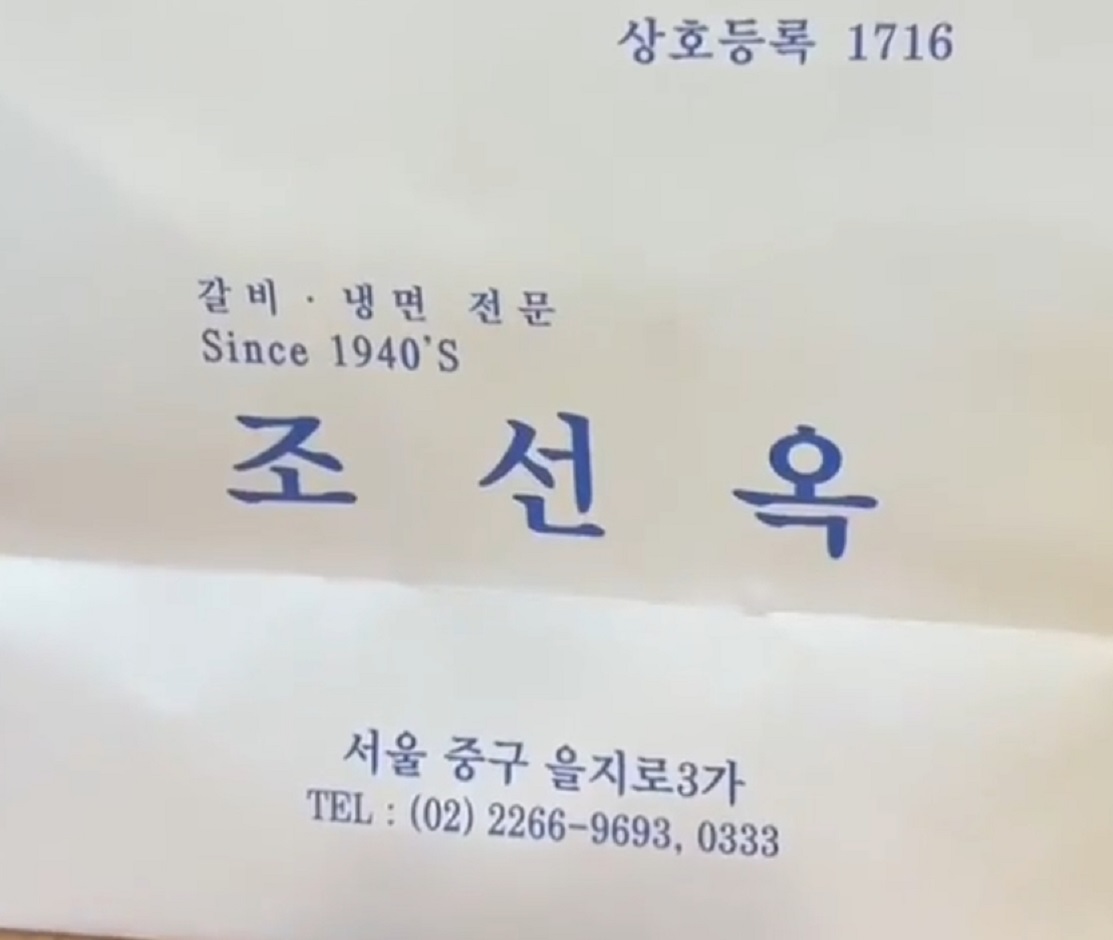 상호등록 1716
갈비 · 냉면 전문
Since 1940'S
조선옥
서울 중구 을지로3가
TEL : (02) 2266-9693, 0333